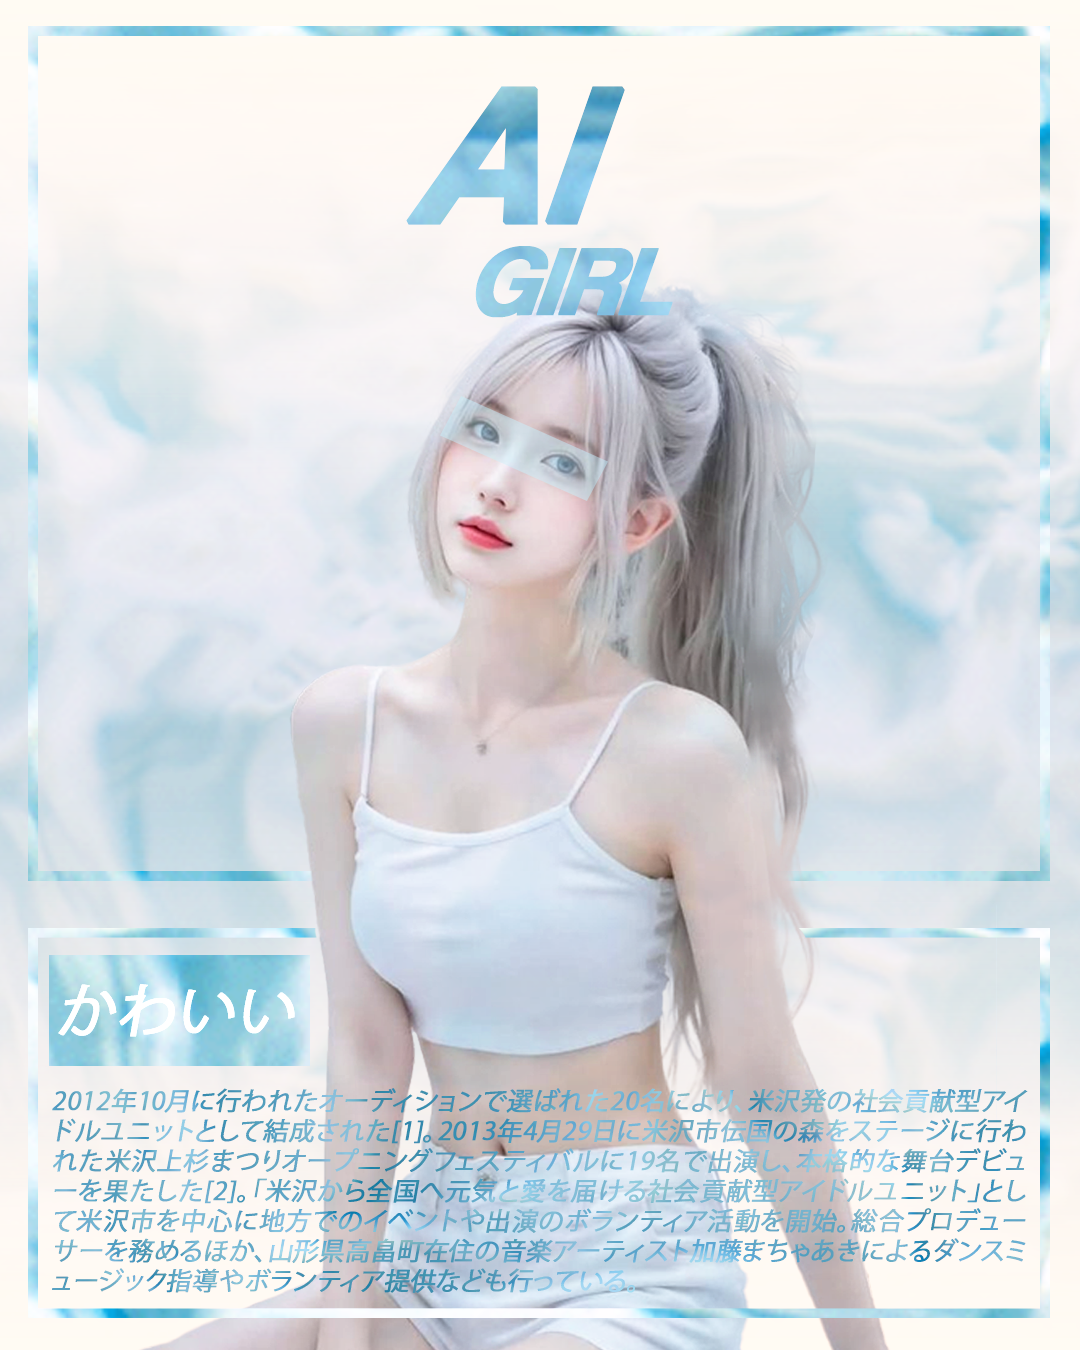 AI
GIRL
かわいい
2012年10月に行われたオーディションで選ばれた20名により、米沢発の社会貢献型アイ
ドルユニットとして結成された[1]。2013年4月29日に米沢市伝国の森をステージに行わ
れた米沢上杉まつりオープニングフェスティバルに19名で出演し、本格的な舞台デビュ
ーを果たした[2]。「米沢から全国へ元気と愛を届ける社会貢献型アイドルユニット」とし
て米沢市を中心に地方でのイベントや出演のボランティア活動を開始。総合プロデュー
サーを務めるほか、山形県高畠町在住の音楽アーティスト加藤まちゃあきによるダンスミ
ュージック指導やボランティア提供なども行っている。